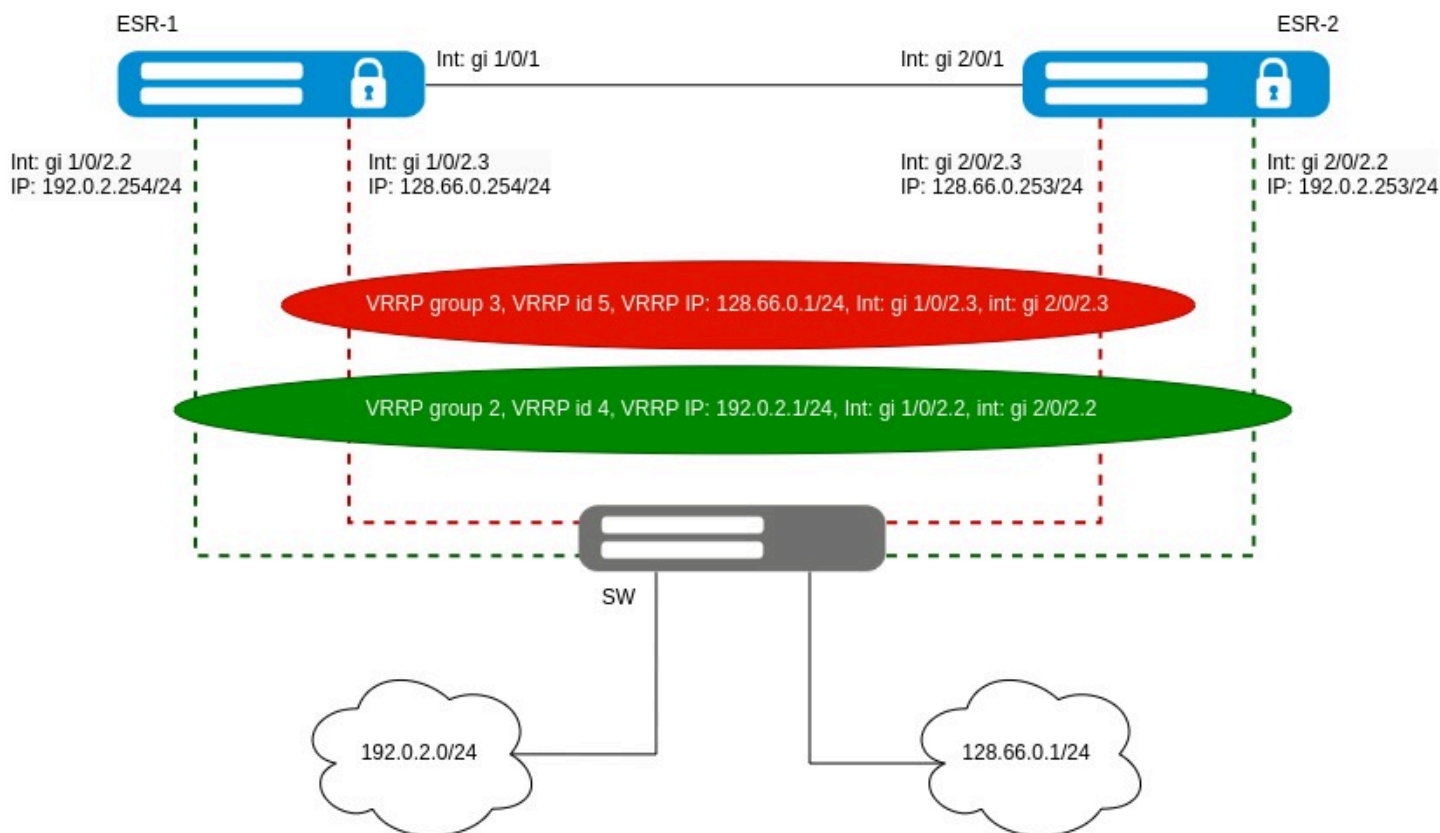 ESR-1
ESR-2
Int: gi 1/0/1
Int: gi 2/0/1
Int: gi 1/0/2.2
IP: 192.0.2.254/24
Int: gi 1/0/2.3
IP: 128.66.0.254/24
Int: gi 2/0/2.3
IP: 128.66.0.253/24
Int: gi 2/0/2.2
IP: 192.0.2.253/24
VRRP group 3, VRRP id 5, VRRP IP: 128.66.0.1/24, Int: gi 1/0/2.3, int: gi 2/0/2.3
VRRP group 2, VRRP id 4, VRRP IP: 192.0.2.1/24, Int: gi 1/0/2.2, int: gi 2/0/2.2
SW
192.0.2.0/24
128.66.0.1/24